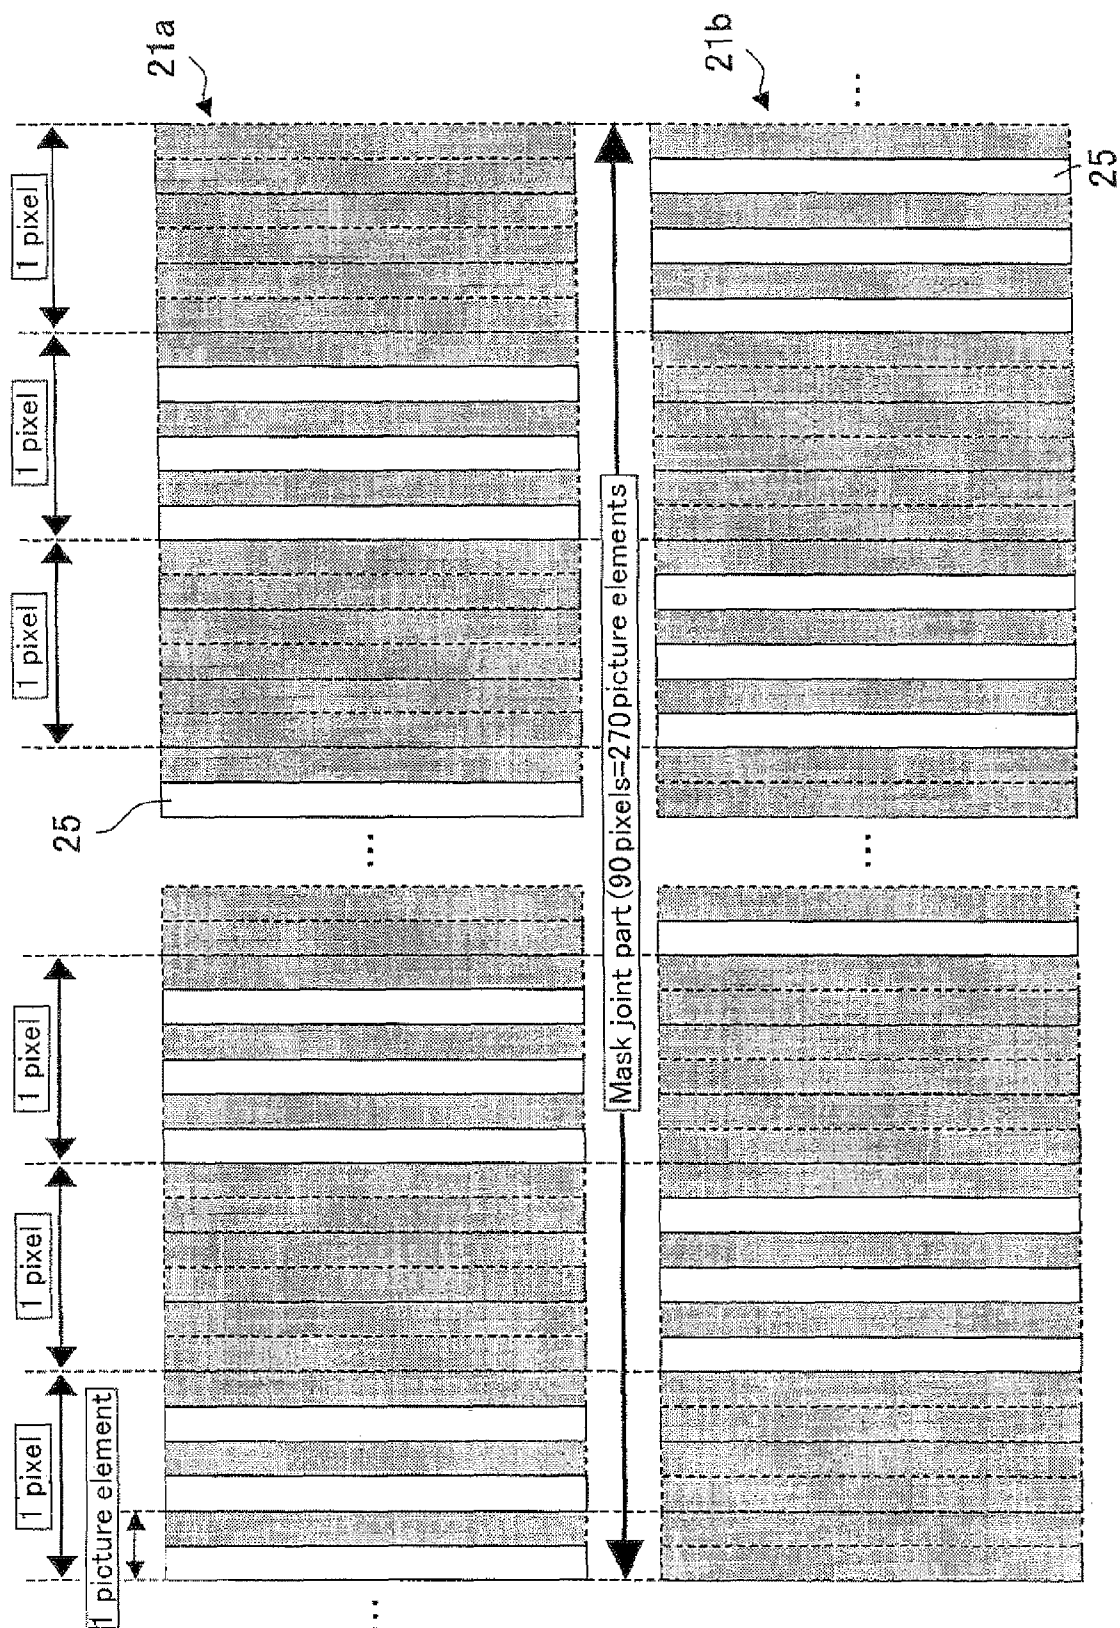 1 pixel
1 pixel
1 pixel
1 pixel
1 pixel
1 pixel
1 picture element
25
21a
...
...
Mask joint part (90 pixels=270 picture elements
21b
...
...
25